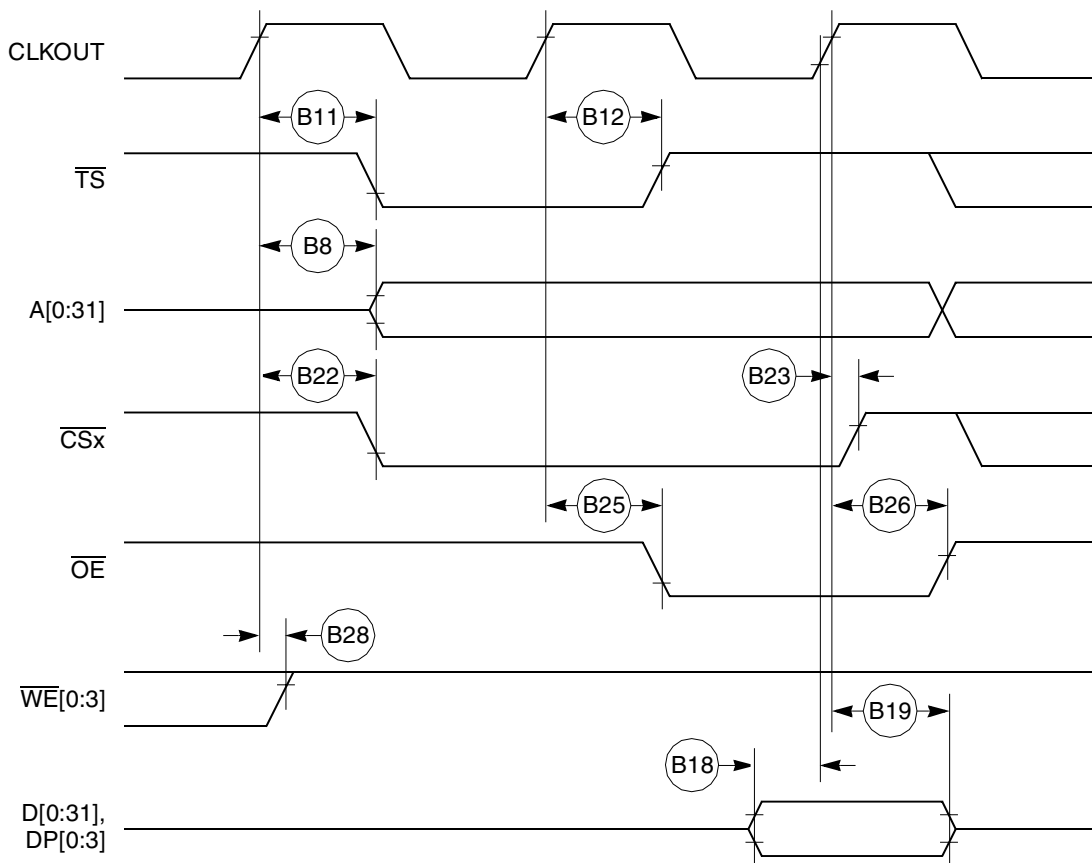 CLKOUT
B11
B12
TS
B8
A[0:31]
B22
B23
CSx
B25
B26
OE
B28
WE[0:3]
B19
B18
D[0:31],
DP[0:3]